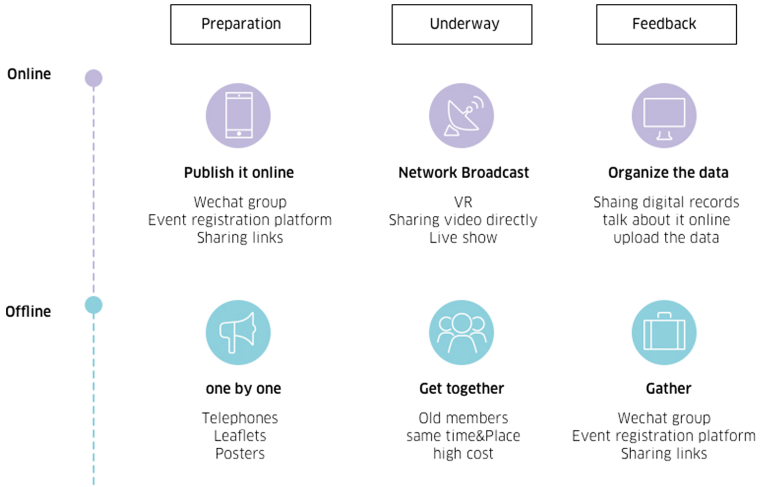 Preparation
Underway
Feedback
Online
Publish it online
Wechat group
Event registration platform
Sharing links
Network Broadcast
VR
Sharing video directly
Live show
Organize the data
Shaing digital records
talk about it online
upload the data
Offline
one by one
Telephones
Leaflets
Posters
Get together
Old members
same time&Place
high cost
Gather
Wechat group
Event registration platform
Sharing links